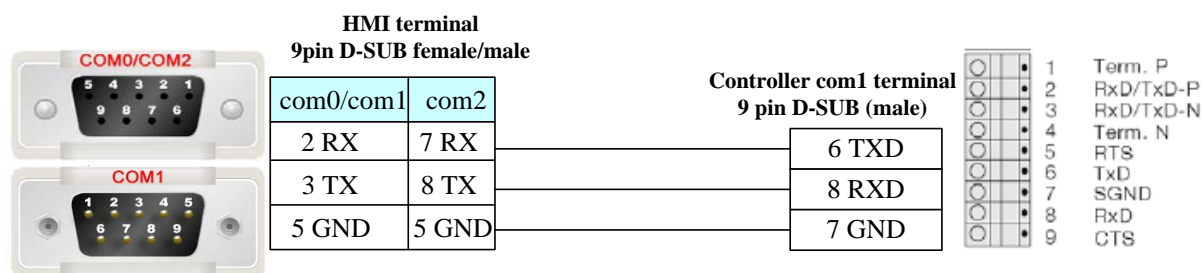 HMI terminal
9pin D-SUB female/male
COM0/COM2
5 4 3 2 1
9 8 7 6
COM1
1 2 3 4 5
6 7 8 9
com0/com1 com2
2 RX 7 RX
3 TX 8 TX
5 GND 5 GND
Controller com1 terminal
9 pin D-SUB (male)
6 TXD
8 RXD
7 GND
1 Term. P
2 RxD/TxD-P
3 RxD/TxD-N
4 Term. N
5 RTS
6 TxD
7 SGND
8 RxD
9 CTS